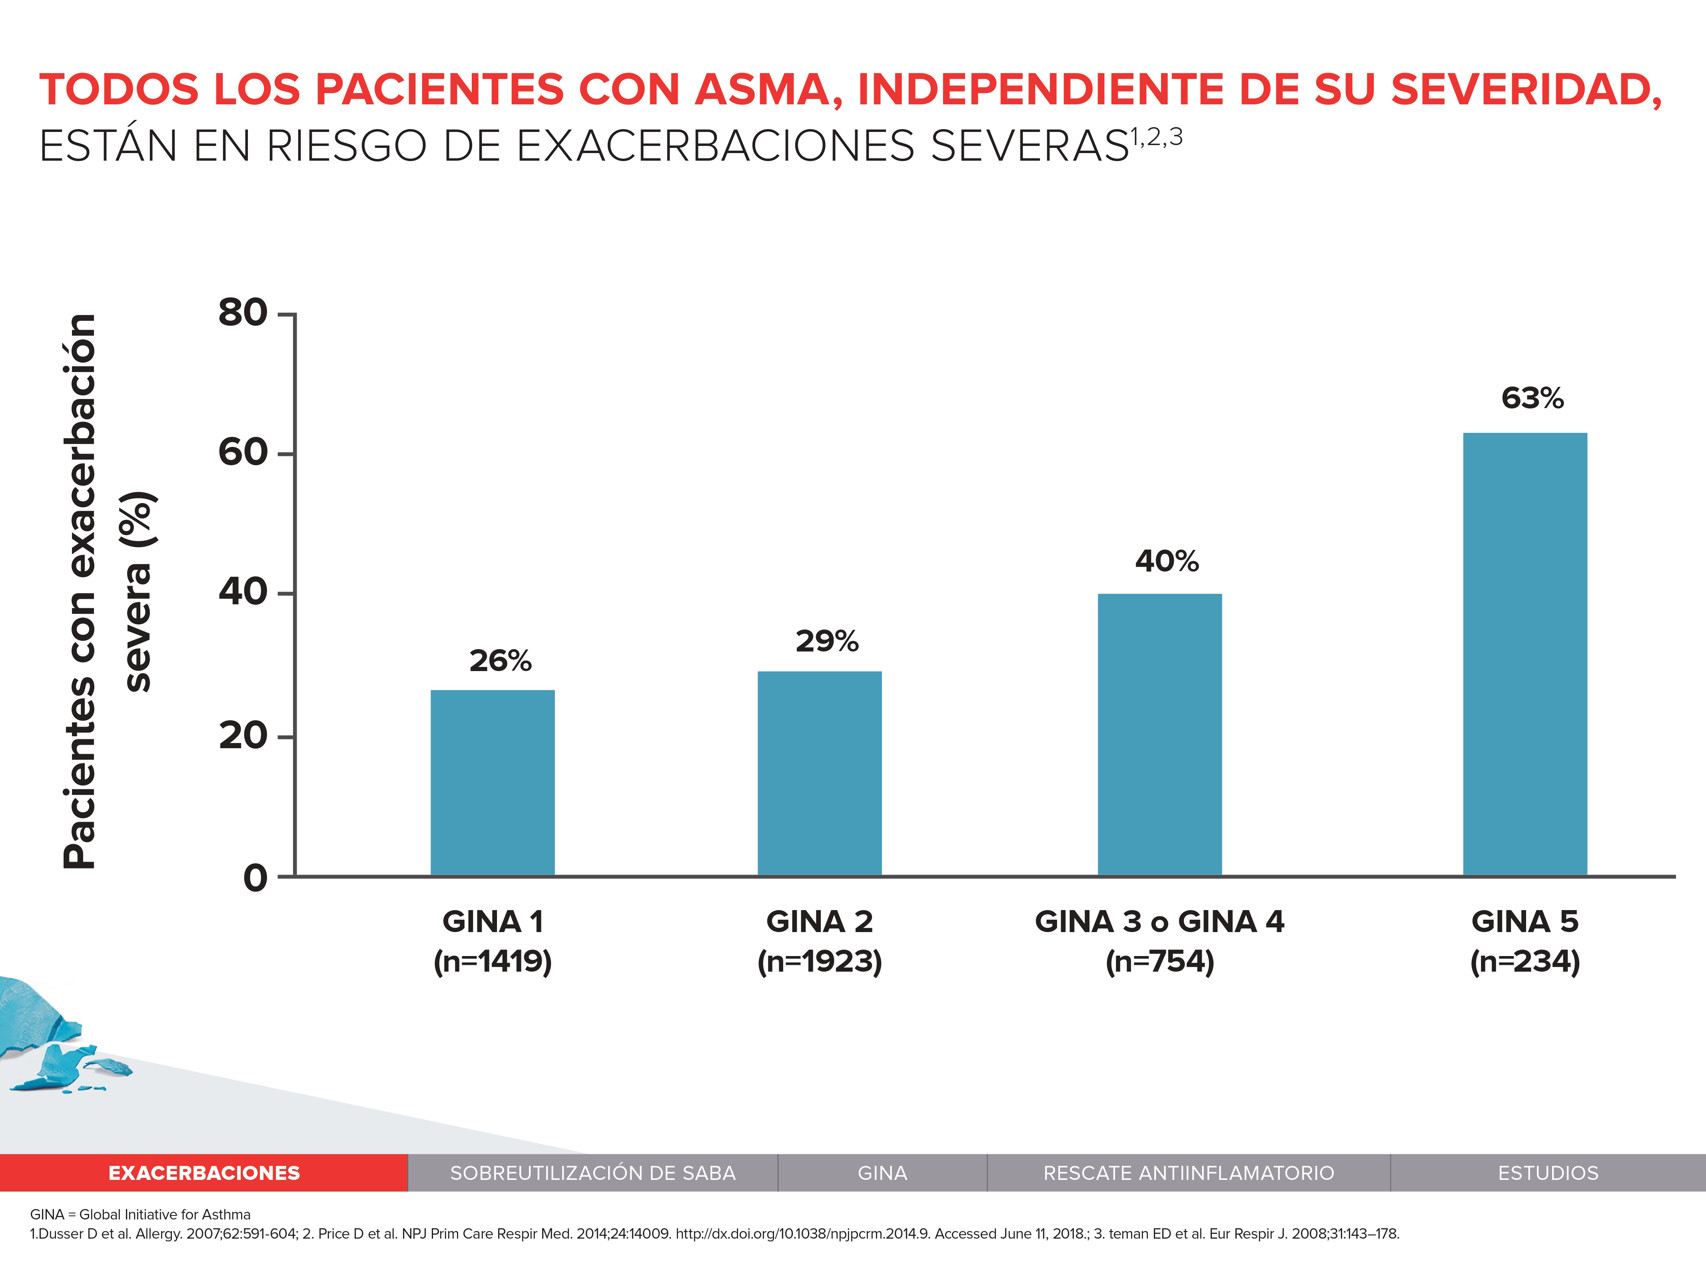 TODOS LOS PACIENTES CON ASMA, INDEPENDIENTE DE SU SEVERIDAD,
ESTÁN EN RIESGO DE EXACERBACIONES SEVERAS1,2,3
Pacientes con exacerbación
severa (%)
80
60
40
20
0
26%
29%
40%
63%
GINA 1
(n=1419)
GINA 2
(n=1923)
GINA 3 o GINA 4
(n=754)
GINA 5
(n=234)
EXACERBACIONES
SOBREUTILIZACIÓN DE SABA
GINA
RESCATE ANTIINFLAMATORIO
ESTUDIOS
GINA = Global Initiative for Asthma
1.Dusser D et al. Allergy. 2007;62:591-604; 2. Price D et al. NPJ Prim Care Respir Med. 2014;24:14009. http://dx.doi.org/10.1038/npjpcrm.2014.9. Accessed June 11, 2018.; 3. teman ED et al. Eur Respir J. 2008;31:143–178.